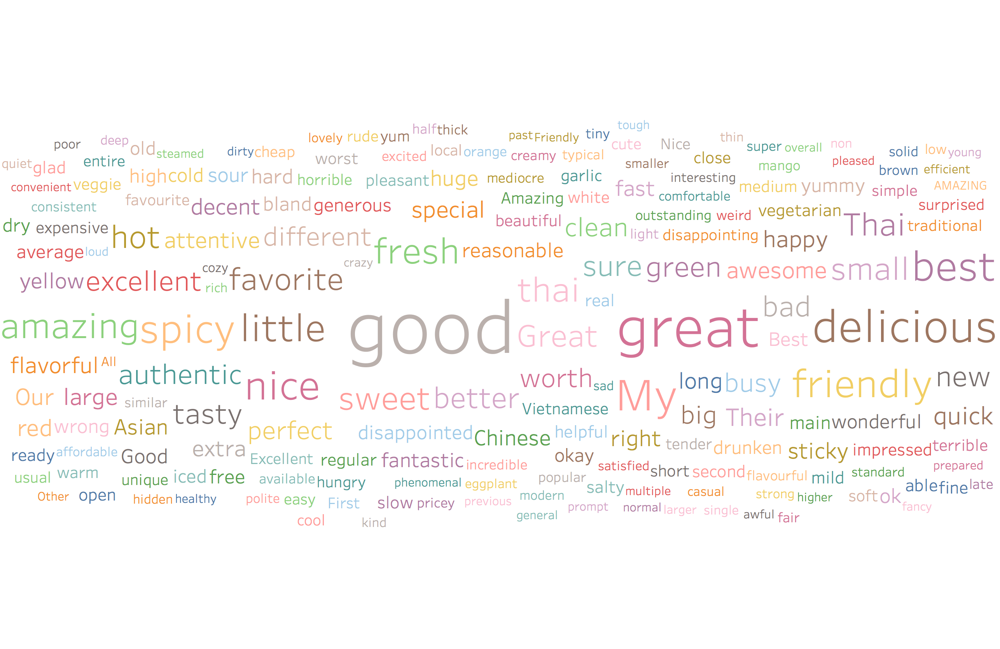 tough
half thick
lovely rude yum past Friendly tiny
poor deep old steamed dirty cheap worst excited local orange creamy typical cute Nice thin super overall non solid low young
quiet glad entire smaller close mango pleased brown efficient
convenient veggie high cold sour hard horrible pleasant huge mediocre garlic fast interesting medium yummy simple AMAZING
consistent favourite decent bland generous special Amazing white comfortable vegetarian surprised
dry expensive hot attentive different beautiful clean outstanding weird light disappointing happy Thai traditional
average loud fresh reasonable
yellow excellent cozy rich favorite crazy sure green awesome small best
thai real bad
amazing spicy little good Great great Best delicious
flavorful All authentic nice worth sad My long busy friendly new
Our large similar tasty sweet better Vietnamese big Their main wonderful quick
red wrong Asian perfect disappointed Chinese helpful right tender drunken sticky impressed terrible
ready affordable Good extra Excellent regular fantastic incredible okay satisfied short second flavourful mild standard prepared
usual warm unique iced free available hungry phenomenal eggplant popular salty multiple casual strong higher soft ok able fine late
Other open hidden healthy polite easy First slow pricey previous modern prompt normal larger single awful fair fancy
cool kind general